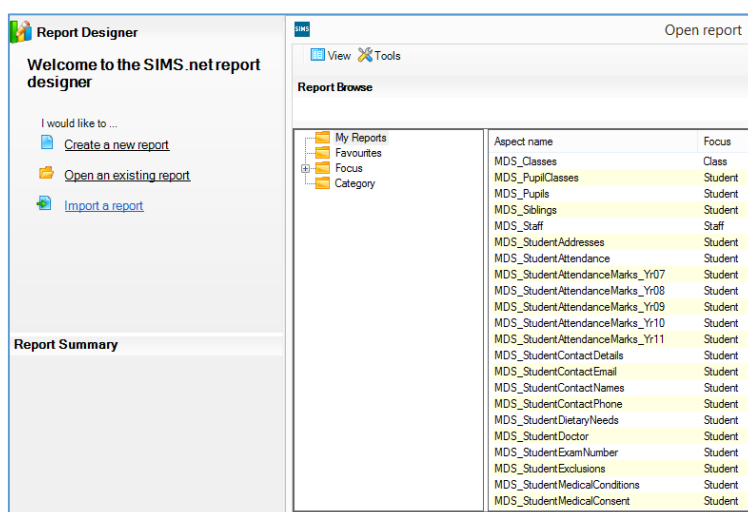 Report Designer
Welcome to the SIMS.net report
designer
I would like to ...
Create a new report
Open an existing report
Import a report
Report Summary
SIMS
Open report
View Tools
Report Browse
My Reports
Favourites
Focus
Category
Aspect name Focus
MDS_Classes Class
MDS_PupilClasses Student
MDS_Pupils Student
MDS_Siblings Student
MDS_Staff Staff
MDS_StudentAddresses Student
MDS_StudentAttendance Student
MDS_StudentAttendanceMarks_Yr07 Student
MDS_StudentAttendanceMarks_Yr08 Student
MDS_StudentAttendanceMarks_Yr09 Student
MDS_StudentAttendanceMarks_Yr10 Student
MDS_StudentAttendanceMarks_Yr11 Student
MDS_StudentContactDetails Student
MDS_StudentContactEmail Student
MDS_StudentContactNames Student
MDS_StudentContactPhone Student
MDS_StudentDietaryNeeds Student
MDS_StudentDoctor Student
MDS_StudentExamNumber Student
MDS_StudentExclusions Student
MDS_StudentMedicalConditions Student
MDS_StudentMedicalConsent Student